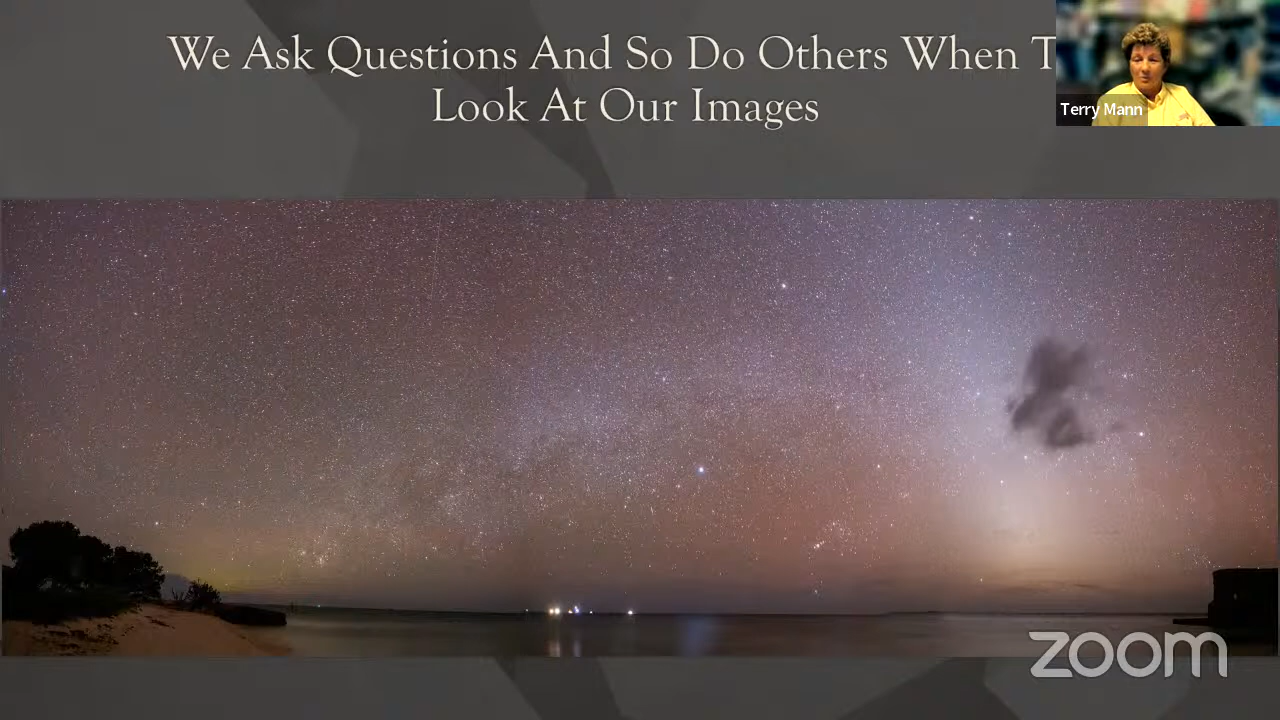 We Ask Questions And So Do Others When T
Look At Our Images
Terry Mann
zoom